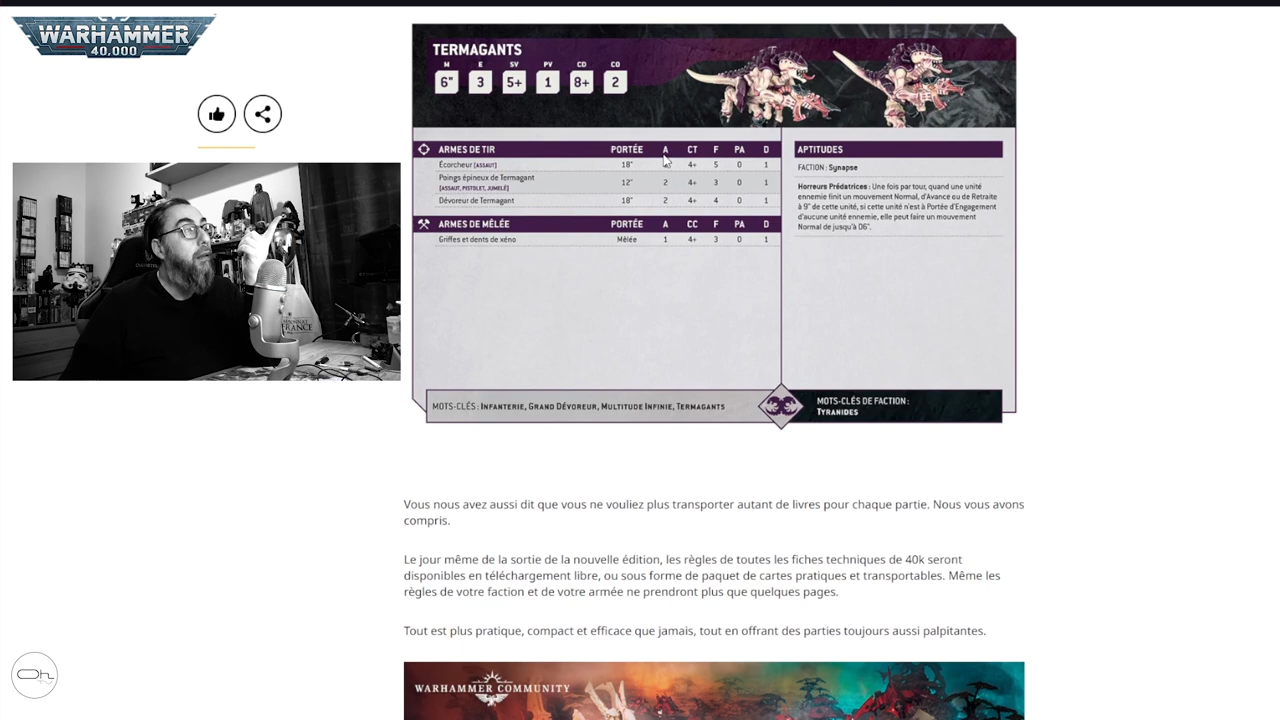 WARHAMMER
40,000
TERMAGANTS
M E SV PV CD CO
6" 3 5+ 1 8+ 2
ARMES DE TIR PORTÉE A CT F PA D
Écorcheur [ASSAUT] 18" 4+ 5 0 1
Poings épineux de Termagant
[ASSAUT, PISTOLET, JUMELÉ] 12" 2 4+ 3 0 1
Dévoreur de Termagant 18" 2 4+ 4 0 1
ARMES DE MÊLÉE PORTÉE A CC F PA D
Griffes et dents de xéno Mêlée 1 4+ 3 0 1
APTITUDES
FACTION : Synapse
Horreurs Prédatrices : Une fois par tour, quand une unité
ennemie finit un mouvement Normal, d'Avance ou de Retraite
à 9" de cette unité, si cette unité n'est à Portée d'Engagement
d'aucune unité ennemie, elle peut faire un mouvement
Normal de jusqu'à D6".
MOTS-CLÉS : INFANTERIE, GRAND DÉVOREUR, MULTITUDE INFINIE, TERMAGANTS
MOTS-CLÉS DE FACTION :
TYRANIDES
Vous nous avez aussi dit que vous ne vouliez plus transporter autant de livres pour chaque partie. Nous vous avons
compris.
Le jour même de la sortie de la nouvelle édition, les règles de toutes les fiches techniques de 40k seront
disponibles en téléchargement libre, ou sous forme de paquet de cartes pratiques et transportables. Même les
règles de votre faction et de votre armée ne prendront plus que quelques pages.
Tout est plus pratique, compact et efficace que jamais, tout en offrant des parties toujours aussi palpitantes.
WARHAMMER COMMUNITY